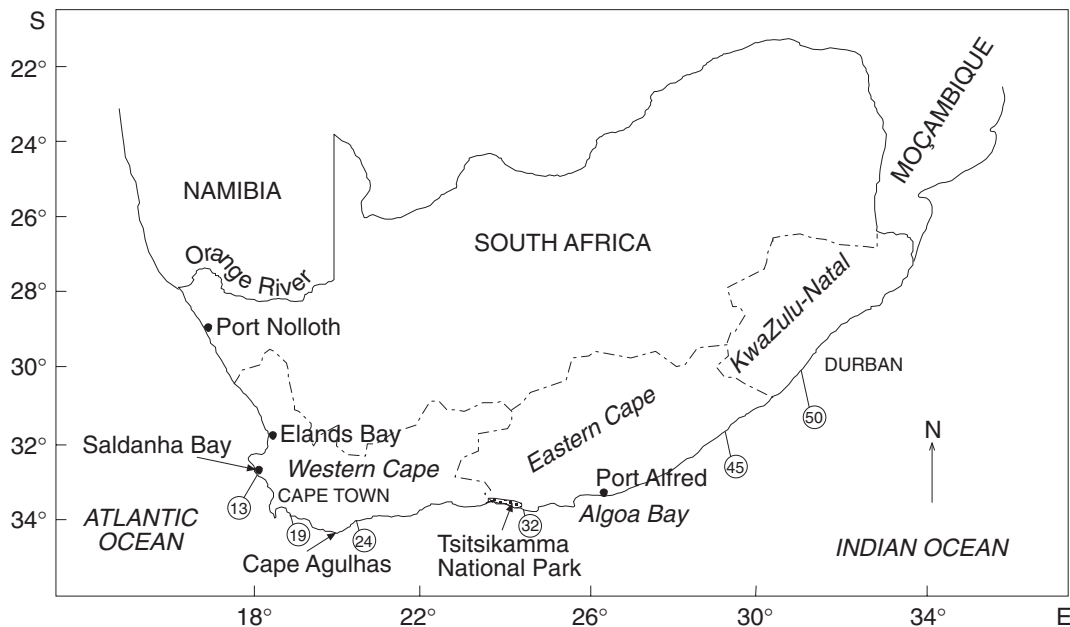 S
22°
24°
26°
28°
30°
32°
34°
NAMIBIA
Orange River
Port Nolloth
SOUTH AFRICA
MOÇAMBIQUE
KwaZulu-Natal
DURBAN
50
Eastern Cape
45
N
Elands Bay
Saldanha Bay
Western Cape
Port Alfred
13
CAPE TOWN
Algoa Bay
ATLANTIC
OCEAN
19
24
32
Cape Agulhas
Tsitsikamma
National Park
INDIAN OCEAN
18°
22°
26°
30°
34°
E